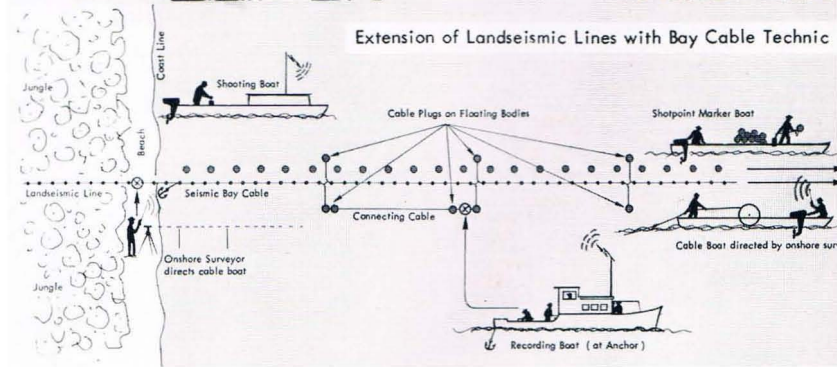 Extension of Landseismic Lines with Bay Cable Technic
Coast Line
Shooting Boat
Jungle
Cable Plugs on Floating Bodies
Shotpoint Marker Boat
Beach
Landseismic Line
Seismic Bay Cable
Connecting Cable
Onshore Surveyor
directs cable boat
Cable Boat directed by onshore sur
Jungle
Recording Boat ( at Anchor )